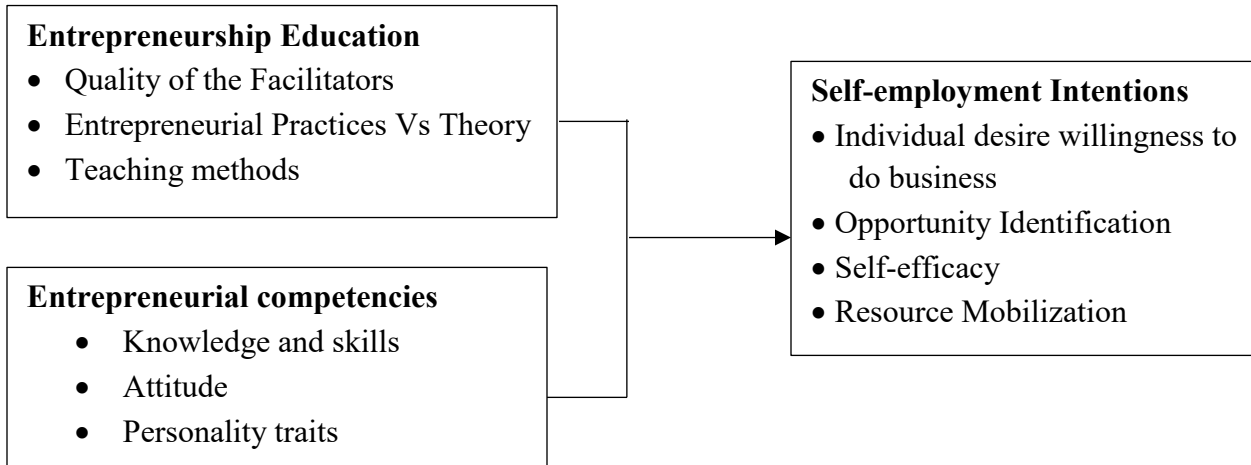 Entrepreneurship Education
• Quality of the Facilitators
• Entrepreneurial Practices Vs Theory
• Teaching methods
Entrepreneurial competencies
• Knowledge and skills
• Attitude
• Personality traits
Self-employment Intentions
• Individual desire willingness to
do business
• Opportunity Identification
• Self-efficacy
• Resource Mobilization